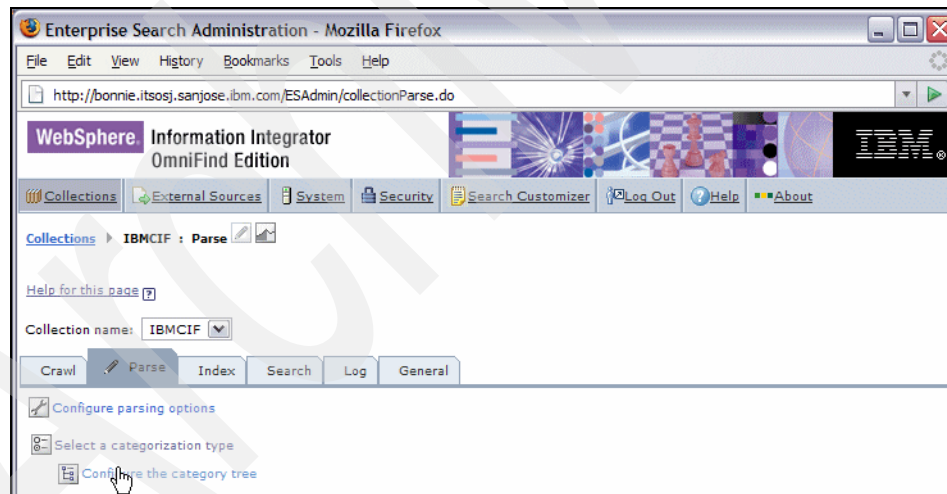 Enterprise Search Administration - Mozilla Firefox
File Edit View History Bookmarks Tools Help
http://bonnie.itsosj.sanjose.ibm.com/ESAdmin/collectionParse.do
WebSphere. Information Integrator
OmniFind Edition
IBM®
Collections External Sources System Security Search Customizer Log Out Help About
Collections IBMCIF : Parse
Help for this page ?
Collection name: IBMCIF
Crawl Parse Index Search Log General
Configure parsing options
Select a categorization type
Configure the category tree